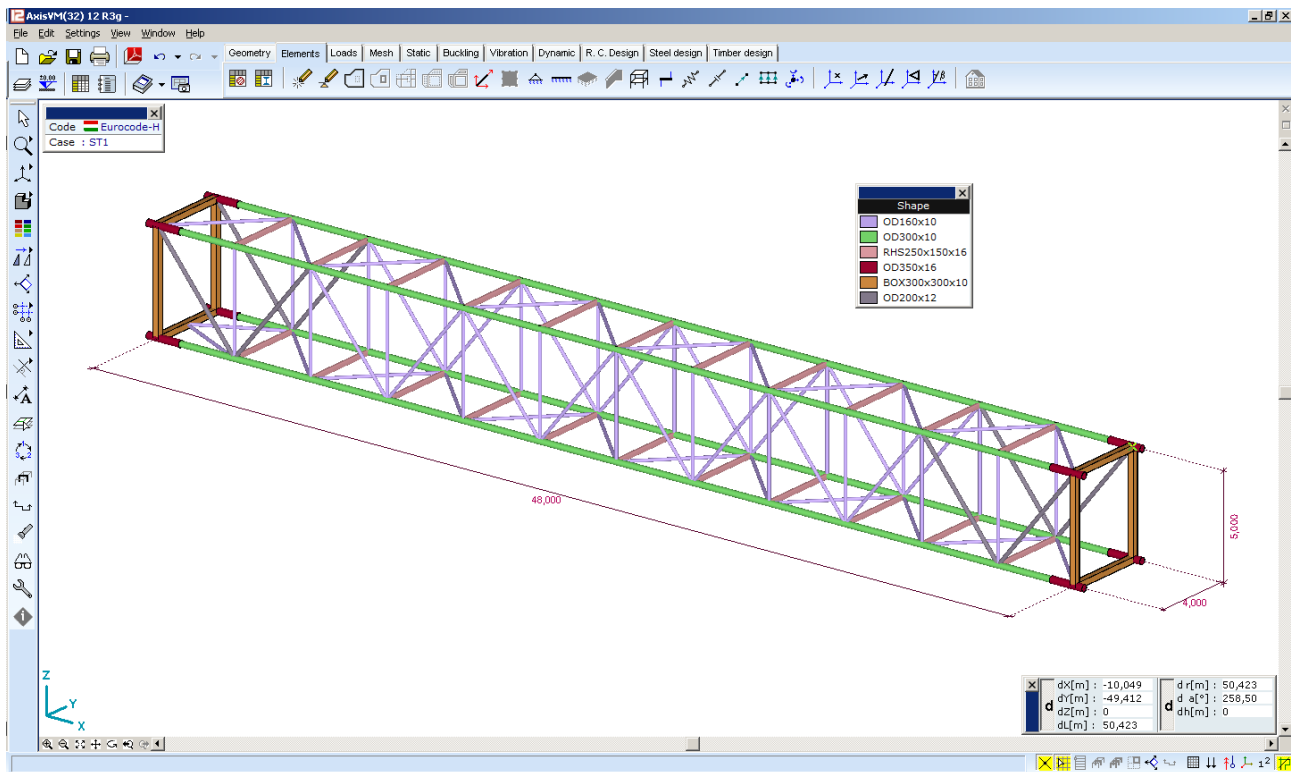 AxisVM(32) 12 R3g -
File Edit Settings View Window Help
Geometry Elements Loads Mesh Static Buckling Vibration Dynamic R. C. Design Steel design Timber design
Code Eurocode-H
Case : ST1
Shape
OD160x10
OD300x10
RHS250x150x16
OD350x16
BOX300x300x10
OD200x12
48,000
5,000
4,000
Z
Y
X
d
dX[m] : -10,049
dY[m] : -49,412
dZ[m] : 0
dL[m] : 50,423
d
d r[m] : 50,423
d a[°] : 258,50
dh[m] : 0